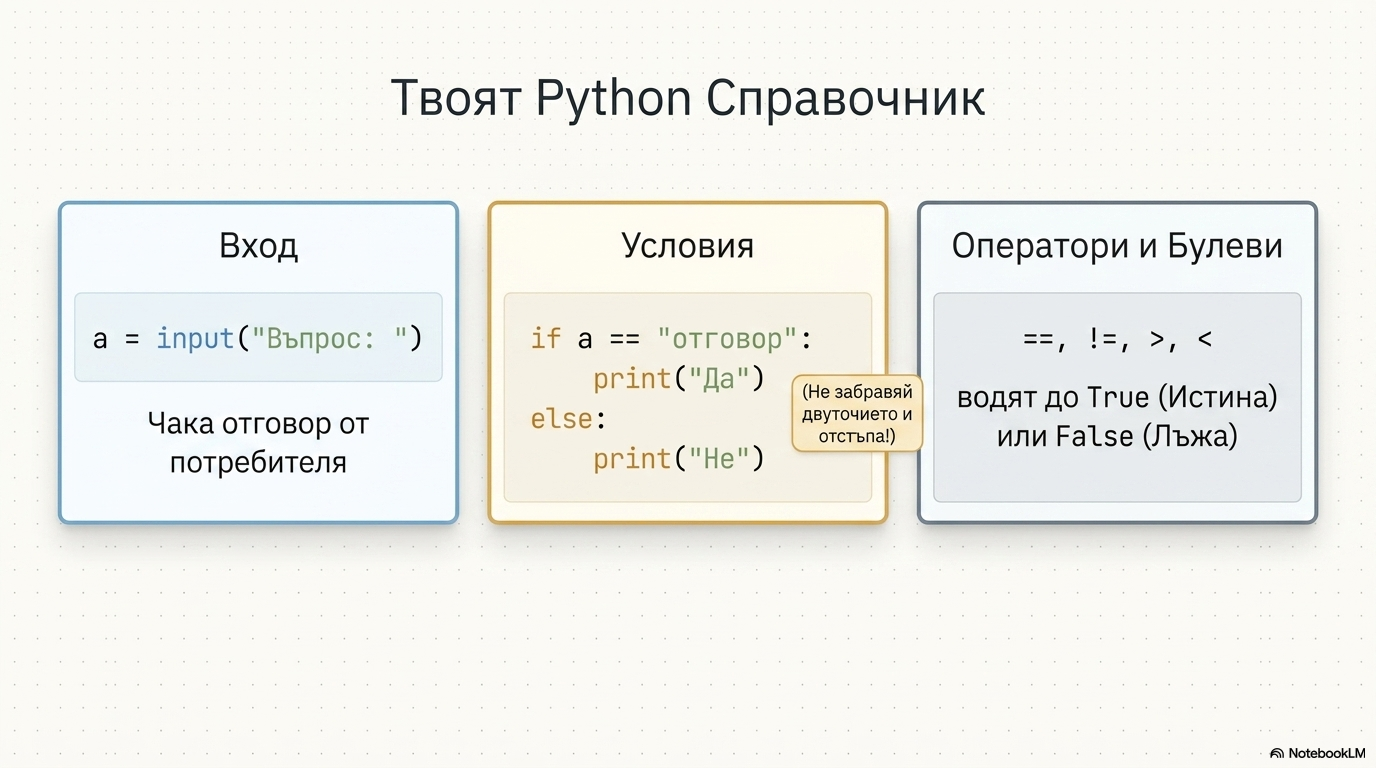 Твоят Python Справочник
Вход
a = input("Въпрос: ")
Чака отговор от
потребителя
Условия
if a == "отговор":
    print("Да")
else:
    print("Не")
(Не забравяй
двуточието и
отстъпа!)
Оператори и Булеви
==, !=, >, <
водят до True (Истина)
или False (Лъжа)
NotebookLM